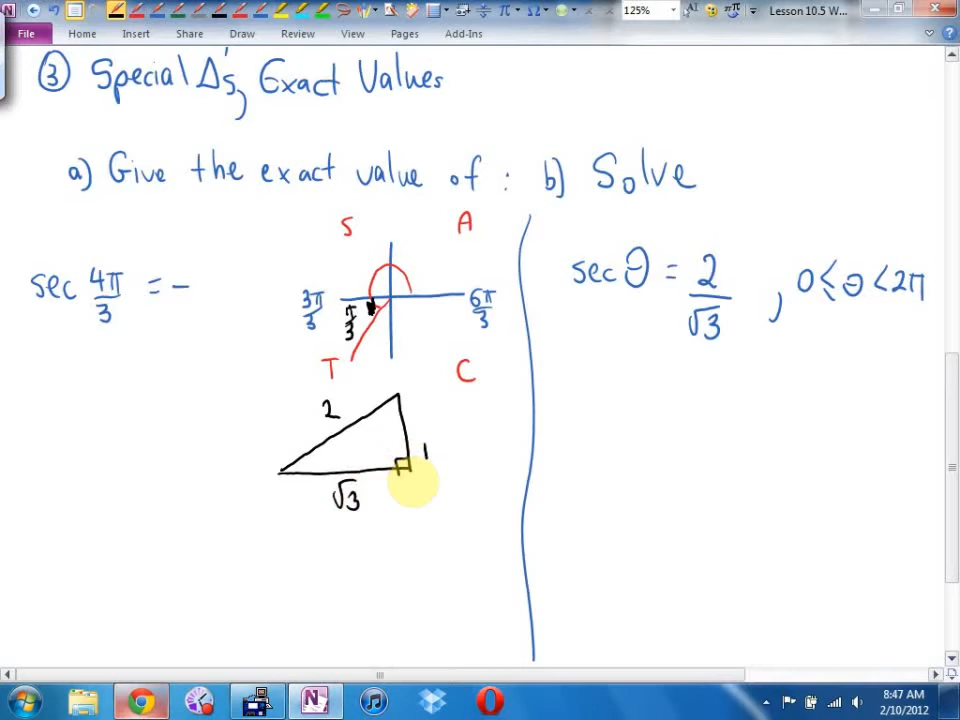 125%
Lesson 10.5 W...
File Home Insert Share Draw Review View Pages Add-Ins
③ Special Δ's, Exact Values
a) Give the exact value of :
S A
sec 4π/3 = -
3π/3 π/3 6π/3
T C
2
1
√3
b) Solve
sec θ = 2/√3 , 0 ≤ θ < 2π
8:47 AM
2/10/2012